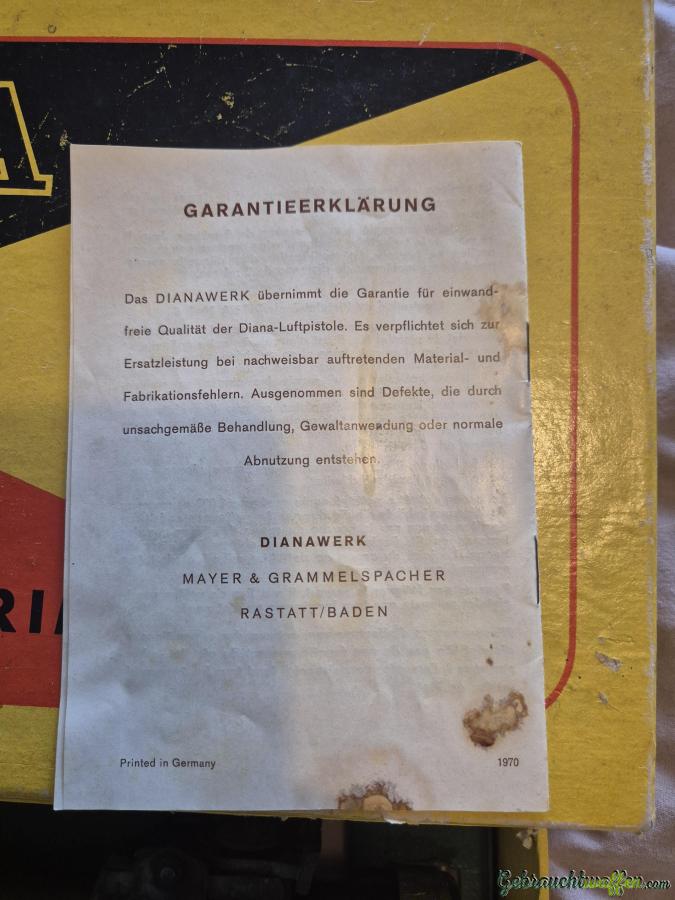 A
GARANTIEERKLÄRUNG
Das DIANAWERK übernimmt die Garantie für einwand-
freie Qualität der Diana-Luftpistole. Es verpflichtet sich zur
Ersatzleistung bei nachweisbar auftretenden Material- und
Fabrikationsfehlern. Ausgenommen sind Defekte, die durch
unsachgemäße Behandlung, Gewaltanwendung oder normale
Abnutzung entstehen.
DIANAWERK
MAYER & GRAMMELSPACHER
RASTATT/BADEN
RI
Printed in Germany 1970
Gebrauchtwaffen.com